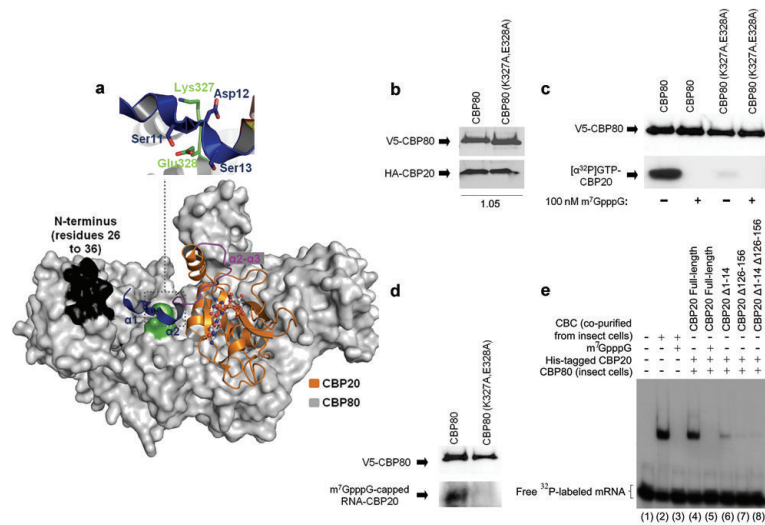 a
Lys327
Asp12
Ser11
Glu328
Ser13
N-terminus
(residues 26
to 36)
α2-α3
α1
α2
CBP20
CBP80
b
CBP80
CBP80 (K327A,E328A)
V5-CBP80
HA-CBP20
1.05
c
CBP80
CBP80
CBP80 (K327A,E328A)
CBP80 (K327A,E328A)
V5-CBP80
[α³²P]GTP-
CBP20
100 nM m⁷GpppG: - + - +
d
CBP80
CBP80 (K327A,E328A)
V5-CBP80
m⁷GpppG-capped
RNA-CBP20
e
CBP20 Full-length
CBP20 Full-length
CBP20 Δ1-14
CBP20 Δ126-156
CBP20 Δ1-14 Δ126-156
CBC (co-purified
from insect cells) - + + - - - - -
m⁷GpppG - - + - + - - -
His-tagged CBP20 - - - + + + + +
CBP80 (insect cells) - - - + + + + +
Free ³²P-labeled mRNA
(1) (2) (3) (4) (5) (6) (7) (8)